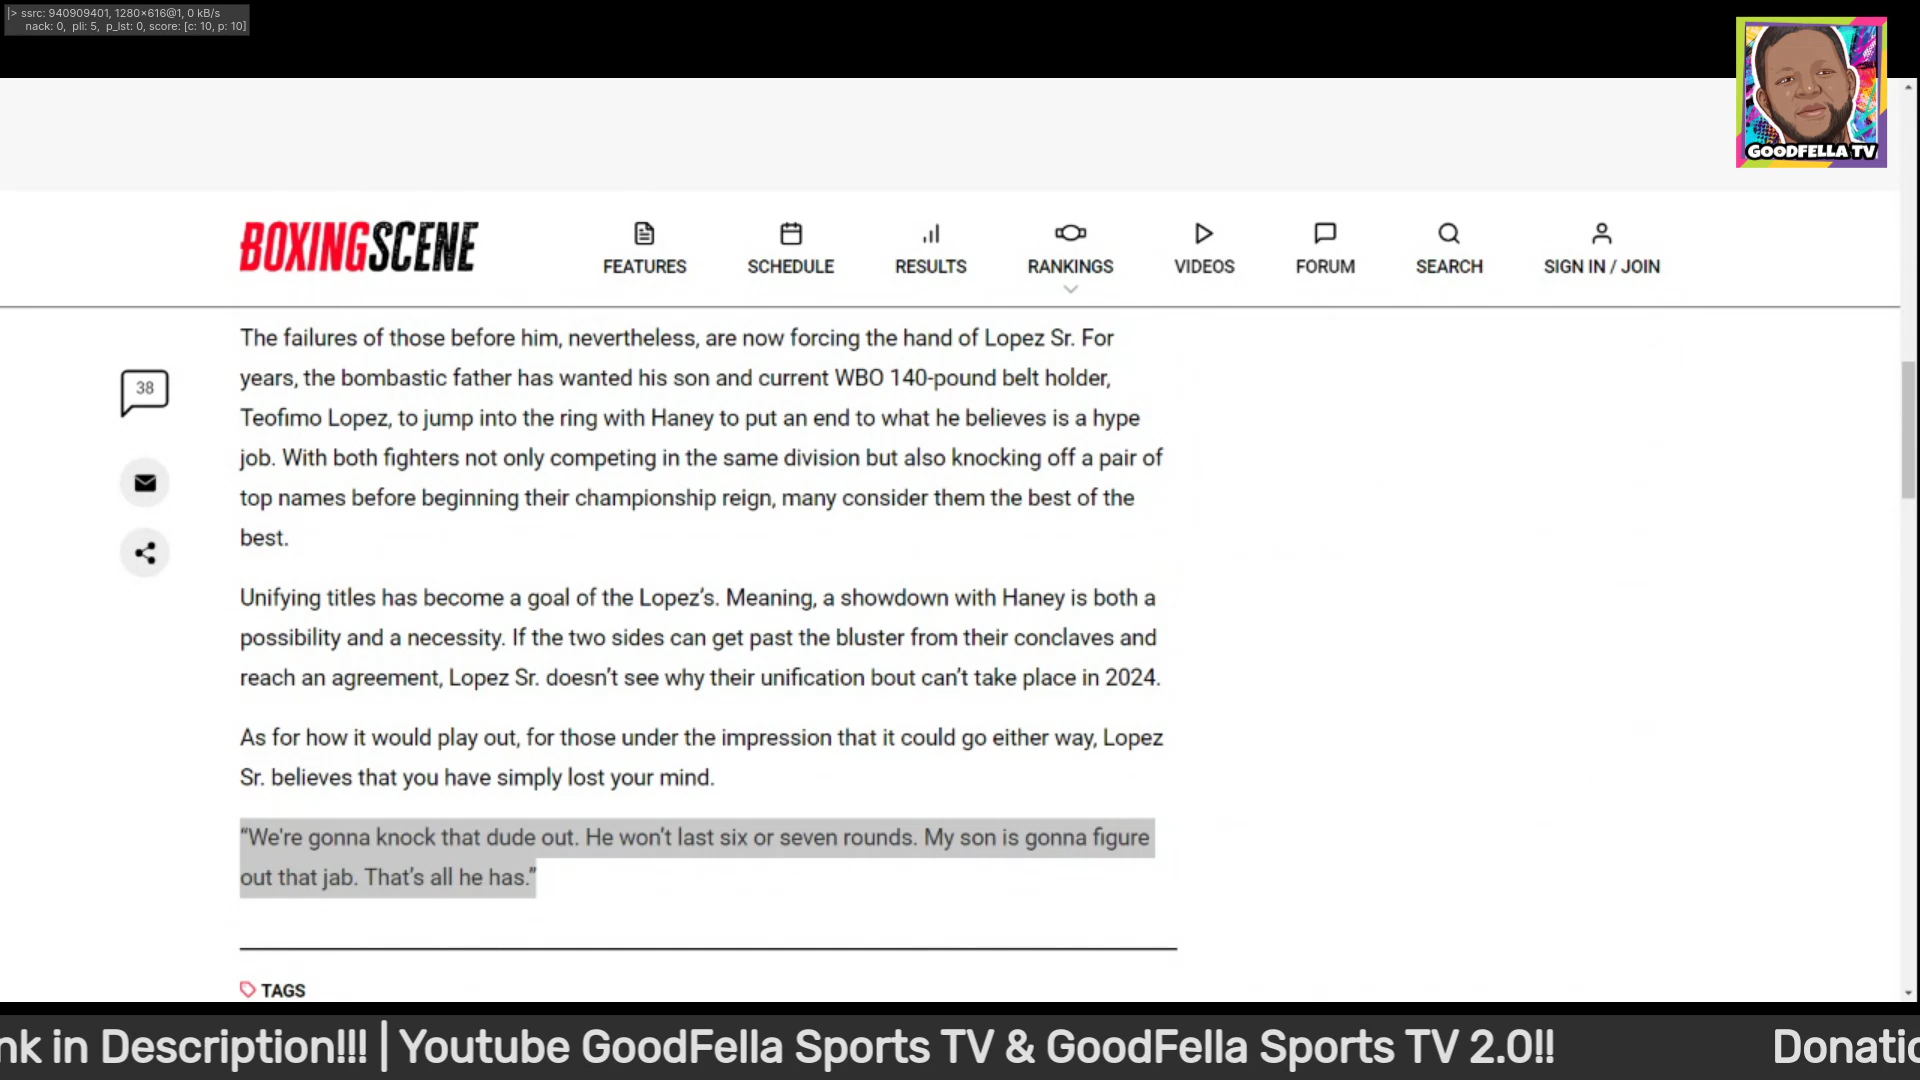 |> ssrc: 940909401, 1280×616@1, 0 kB/s
nack: 0, pli: 5, p_lst: 0, score: [c: 10, p: 10]
GOODFELLA TV
BOXINGSCENE
FEATURES
SCHEDULE
RESULTS
RANKINGS
VIDEOS
FORUM
SEARCH
SIGN IN / JOIN
38
The failures of those before him, nevertheless, are now forcing the hand of Lopez Sr. For
years, the bombastic father has wanted his son and current WBO 140-pound belt holder,
Teofimo Lopez, to jump into the ring with Haney to put an end to what he believes is a hype
job. With both fighters not only competing in the same division but also knocking off a pair of
top names before beginning their championship reign, many consider them the best of the
best.
Unifying titles has become a goal of the Lopez’s. Meaning, a showdown with Haney is both a
possibility and a necessity. If the two sides can get past the bluster from their conclaves and
reach an agreement, Lopez Sr. doesn’t see why their unification bout can’t take place in 2024.
As for how it would play out, for those under the impression that it could go either way, Lopez
Sr. believes that you have simply lost your mind.
“We're gonna knock that dude out. He won’t last six or seven rounds. My son is gonna figure
out that jab. That’s all he has.”
TAGS
nk in Description!!! | Youtube GoodFella Sports TV & GoodFella Sports TV 2.0!! Donatio